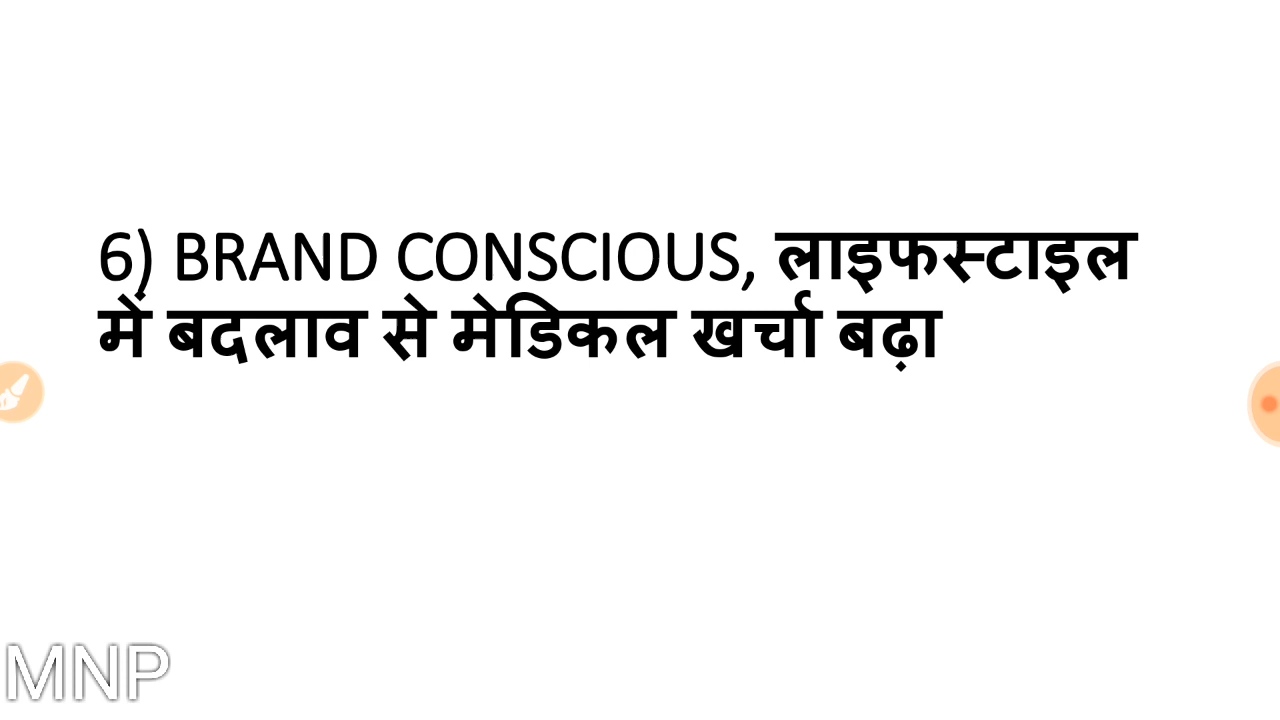 6) BRAND CONSCIOUS, लाइफस्टाइल
में बदलाव से मेडिकल खर्चा बढ़ा
MNP